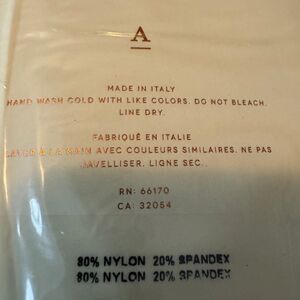 A
MADE IN ITALY
HAND WASH COLD WITH LIKE COLORS. DO NOT BLEACH.
LINE DRY.
FABRIQUÉ EN ITALIE
LAVER À LA MAIN AVEC COULEURS SIMILAIRES. NE PAS
JAVELLISER. LIGNE SEC.
RN: 66170
CA: 32054
80% NYLON 20% SPANDEX
80% NYLON 20% SPANDEX